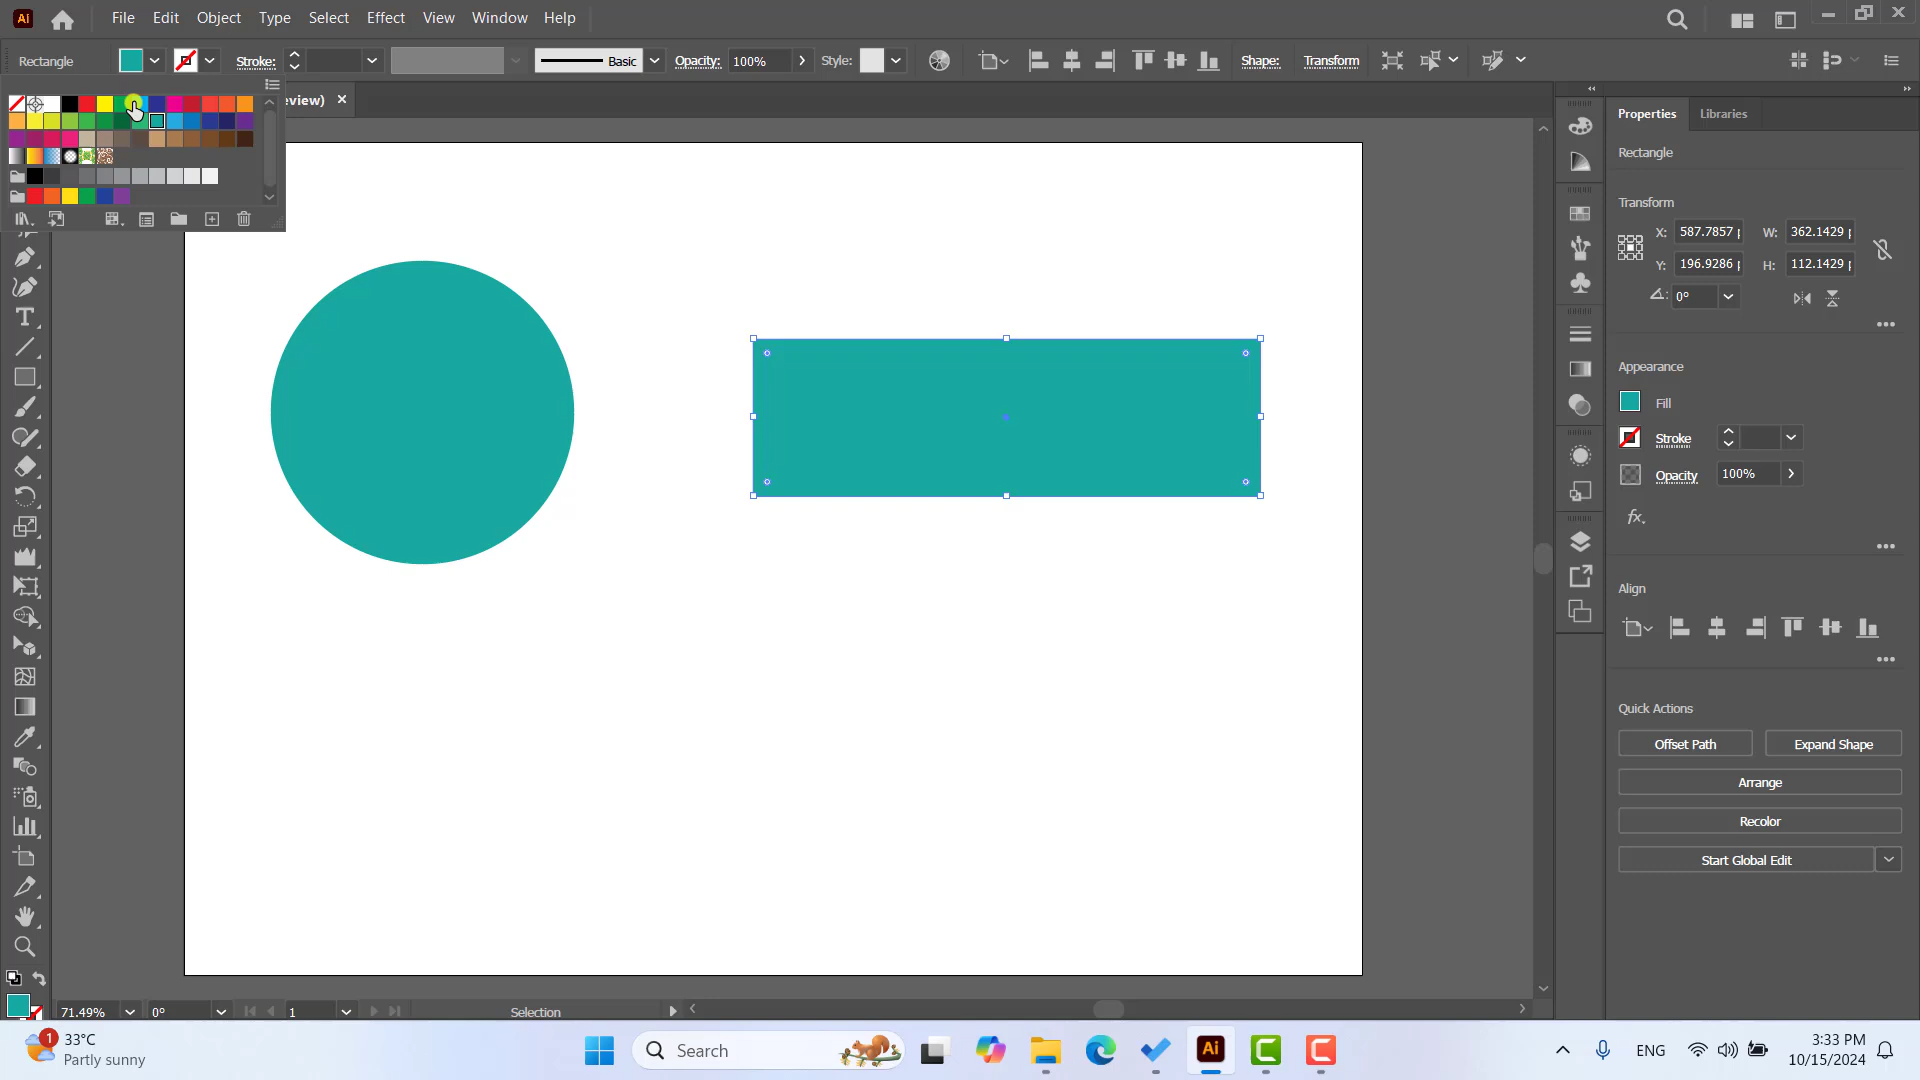 Ai File Edit Object Type Select Effect View Window Help
Rectangle Stroke: Basic Opacity: 100% Style: Shape: Transform
eview) ×
Properties Libraries
Rectangle
Transform
X: 587.7857 W: 362.1429
Y: 196.9286 H: 112.1429
0°
Appearance
Fill
Stroke
Opacity 100%
fx
Align
Quick Actions
Offset Path Expand Shape
Arrange
Recolor
Start Global Edit
71.49% 0° 1 Selection
1 33°C
Partly sunny
Search
Ai
ENG
3:33 PM
10/15/2024